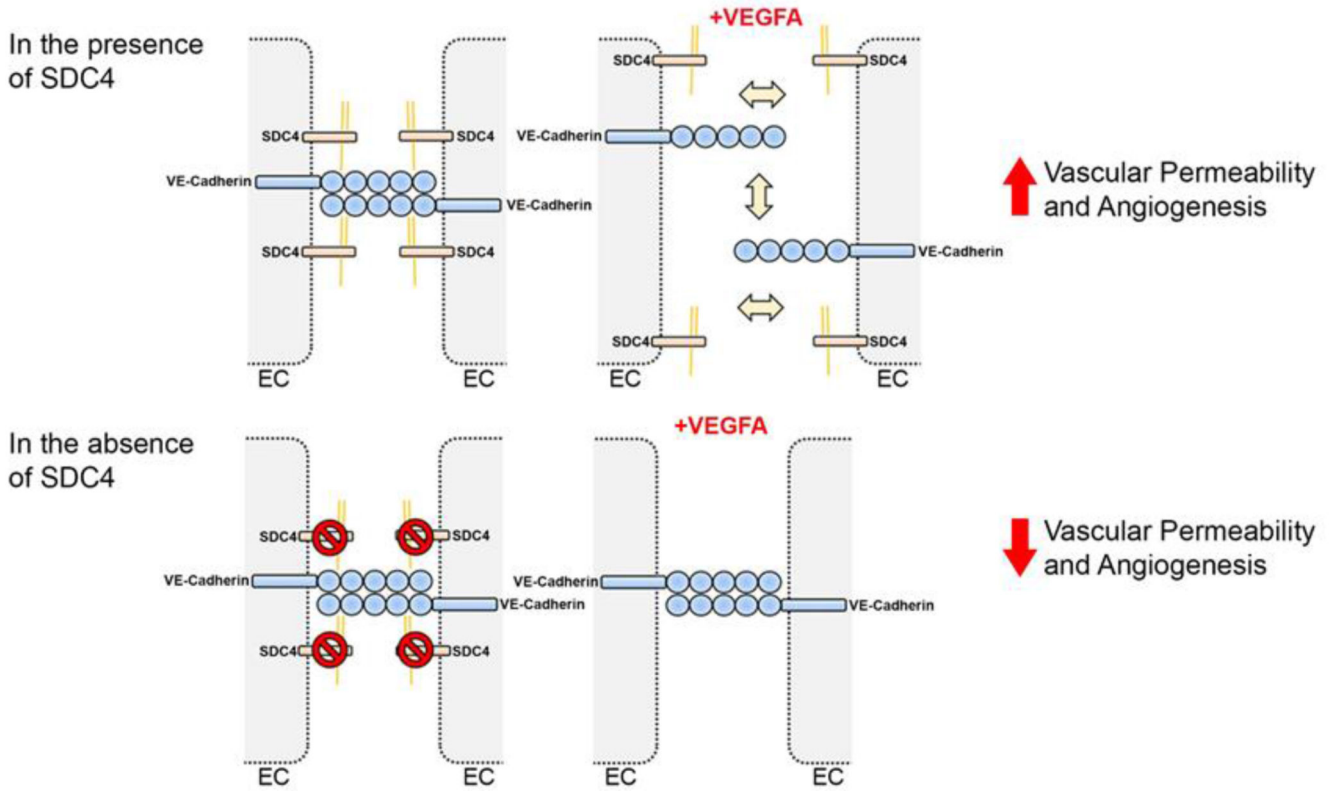 In the presence
of SDC4
+VEGFA
SDC4
SDC4
SDC4
SDC4
VE-Cadherin
VE-Cadherin
VE-Cadherin
VE-Cadherin
SDC4
SDC4
SDC4
SDC4
EC
EC
EC
EC
Vascular Permeability
and Angiogenesis
In the absence
of SDC4
+VEGFA
SDC4
SDC4
VE-Cadherin
VE-Cadherin
VE-Cadherin
VE-Cadherin
SDC4
SDC4
EC
EC
EC
EC
Vascular Permeability
and Angiogenesis